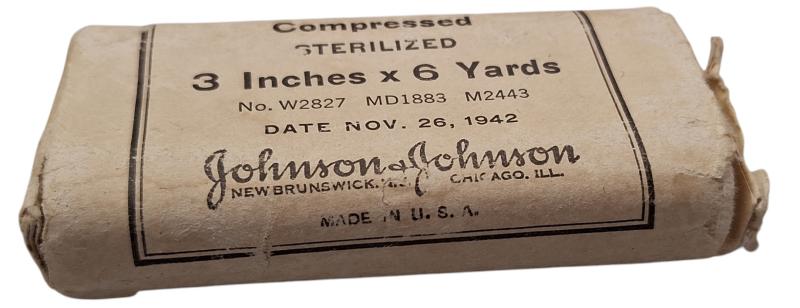 Compressed
STERILIZED
3 Inches x 6 Yards
No. W2827 MD1883 M2443
DATE NOV. 26, 1942
Johnson & Johnson
NEW BRUNSWICK, N.J. CHICAGO. ILL.
MADE IN U. S. A.